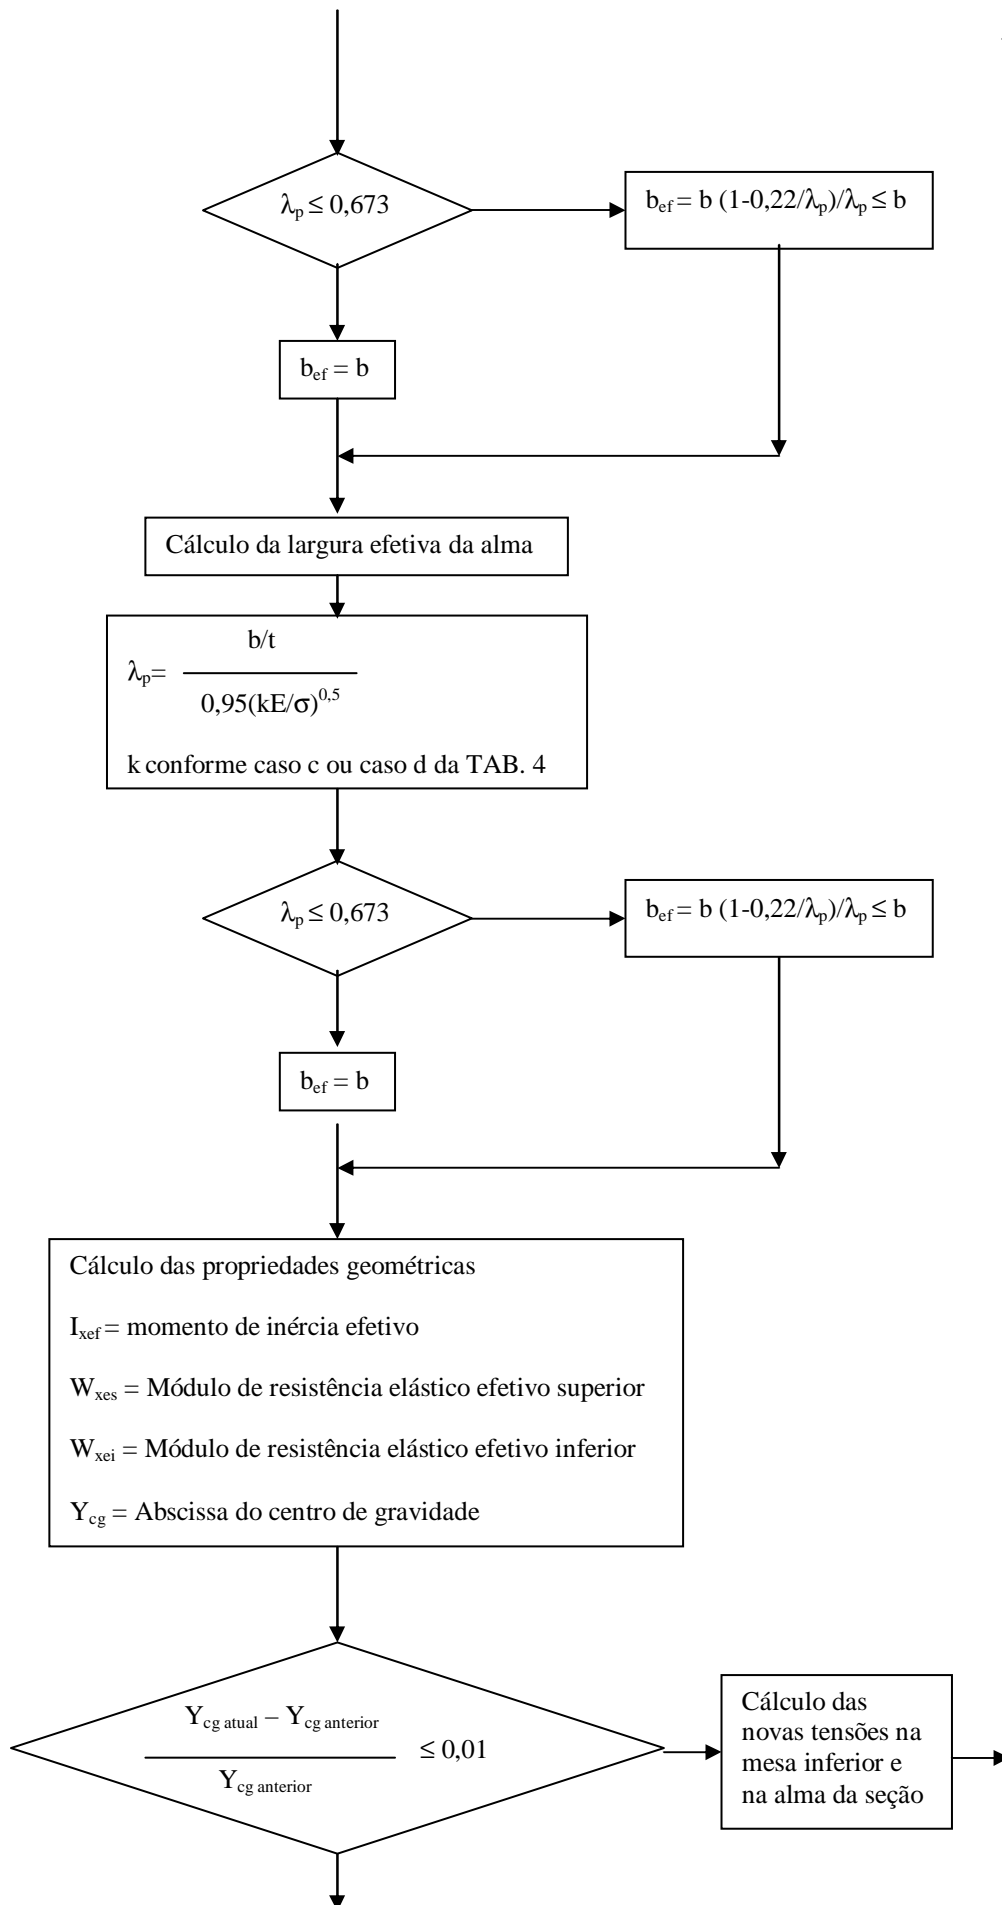 λp ≤ 0,673
bef = b (1-0,22/λp)/λp ≤ b
bef = b
Cálculo da largura efetiva da alma
b/t
λp=
0,95(kE/σ)0,5
k conforme caso c ou caso d da TAB. 4
λp ≤ 0,673
bef = b (1-0,22/λp)/λp ≤ b
bef = b
Cálculo das propriedades geométricas
Ixef = momento de inércia efetivo
Wxes = Módulo de resistência elástico efetivo superior
Wxei = Módulo de resistência elástico efetivo inferior
Ycg = Abscissa do centro de gravidade
Ycg atual – Ycg anterior
≤ 0,01
Ycg anterior
Cálculo das
novas tensões na
mesa inferior e
na alma da seção